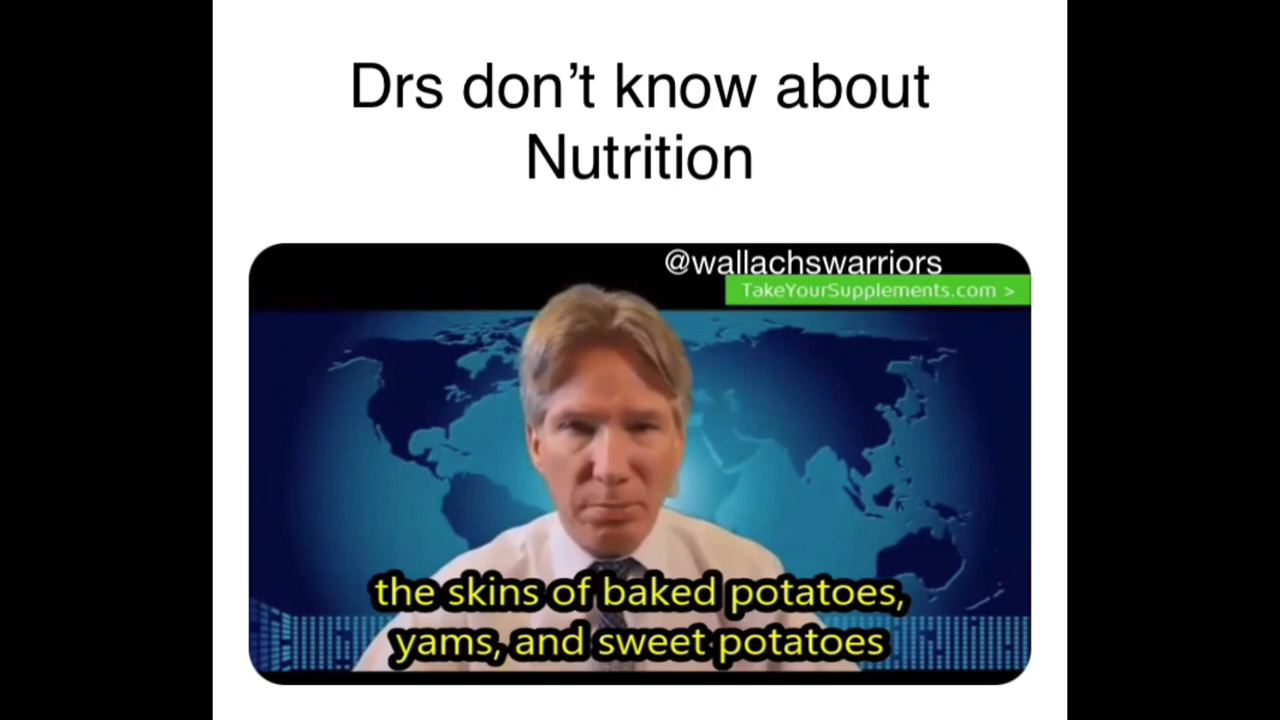 Drs don’t know about
Nutrition
@wallachswarriors
TakeYourSupplements.com >
the skins of baked potatoes,
yams, and sweet potatoes